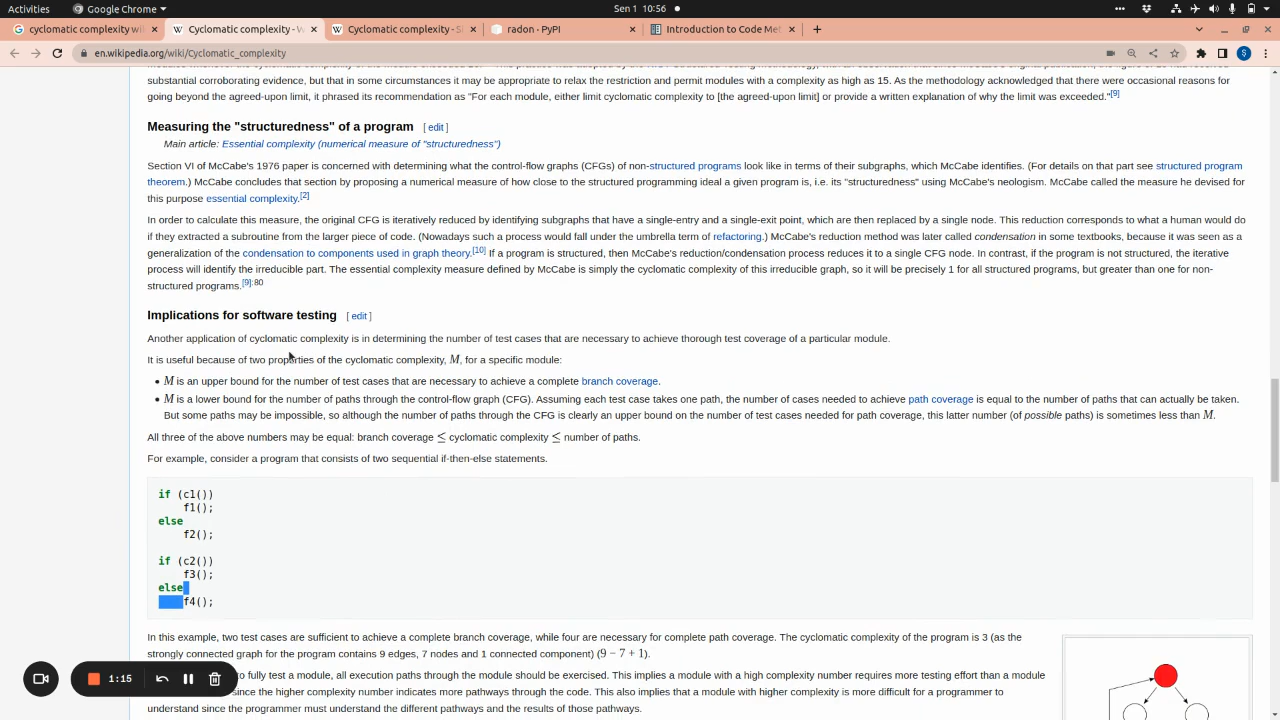 Activities
Google Chrome
Sen 1 10:56
cyclomatic complexity wi
Cyclomatic complexity - W
Cyclomatic complexity - Si
radon · PyPI
Introduction to Code Met
en.wikipedia.org/wiki/Cyclomatic_complexity
substantial corroborating evidence, but that in some circumstances it may be appropriate to relax the restriction and permit modules with a complexity as high as 15. As the methodology acknowledged that there were occasional reasons for
going beyond the agreed-upon limit, it phrased its recommendation as "For each module, either limit cyclomatic complexity to [the agreed-upon limit] or provide a written explanation of why the limit was exceeded."[9]
Measuring the "structuredness" of a program [ edit ]
Main article: Essential complexity (numerical measure of "structuredness")
Section VI of McCabe's 1976 paper is concerned with determining what the control-flow graphs (CFGs) of non-structured programs look like in terms of their subgraphs, which McCabe identifies. (For details on that part see structured program
theorem.) McCabe concludes that section by proposing a numerical measure of how close to the structured programming ideal a given program is, i.e. its "structuredness" using McCabe's neologism. McCabe called the measure he devised for
this purpose essential complexity.[2]
In order to calculate this measure, the original CFG is iteratively reduced by identifying subgraphs that have a single-entry and a single-exit point, which are then replaced by a single node. This reduction corresponds to what a human would do
if they extracted a subroutine from the larger piece of code. (Nowadays such a process would fall under the umbrella term of refactoring.) McCabe's reduction method was later called condensation in some textbooks, because it was seen as a
generalization of the condensation to components used in graph theory.[10] If a program is structured, then McCabe's reduction/condensation process reduces it to a single CFG node. In contrast, if the program is not structured, the iterative
process will identify the irreducible part. The essential complexity measure defined by McCabe is simply the cyclomatic complexity of this irreducible graph, so it will be precisely 1 for all structured programs, but greater than one for non-
structured programs.[9]:80
Implications for software testing [ edit ]
Another application of cyclomatic complexity is in determining the number of test cases that are necessary to achieve thorough test coverage of a particular module.
It is useful because of two properties of the cyclomatic complexity, M, for a specific module:
• M is an upper bound for the number of test cases that are necessary to achieve a complete branch coverage.
• M is a lower bound for the number of paths through the control-flow graph (CFG). Assuming each test case takes one path, the number of cases needed to achieve path coverage is equal to the number of paths that can actually be taken.
But some paths may be impossible, so although the number of paths through the CFG is clearly an upper bound on the number of test cases needed for path coverage, this latter number (of possible paths) is sometimes less than M.
All three of the above numbers may be equal: branch coverage ≤ cyclomatic complexity ≤ number of paths.
For example, consider a program that consists of two sequential if-then-else statements.
if (c1())
f1();
else
f2();
if (c2())
f3();
else
f4();
In this example, two test cases are sufficient to achieve a complete branch coverage, while four are necessary for complete path coverage. The cyclomatic complexity of the program is 3 (as the
strongly connected graph for the program contains 9 edges, 7 nodes and 1 connected component) (9 − 7 + 1).
to fully test a module, all execution paths through the module should be exercised. This implies a module with a high complexity number requires more testing effort than a module
since the higher complexity number indicates more pathways through the code. This also implies that a module with higher complexity is more difficult for a programmer to
understand since the programmer must understand the different pathways and the results of those pathways.
1:15